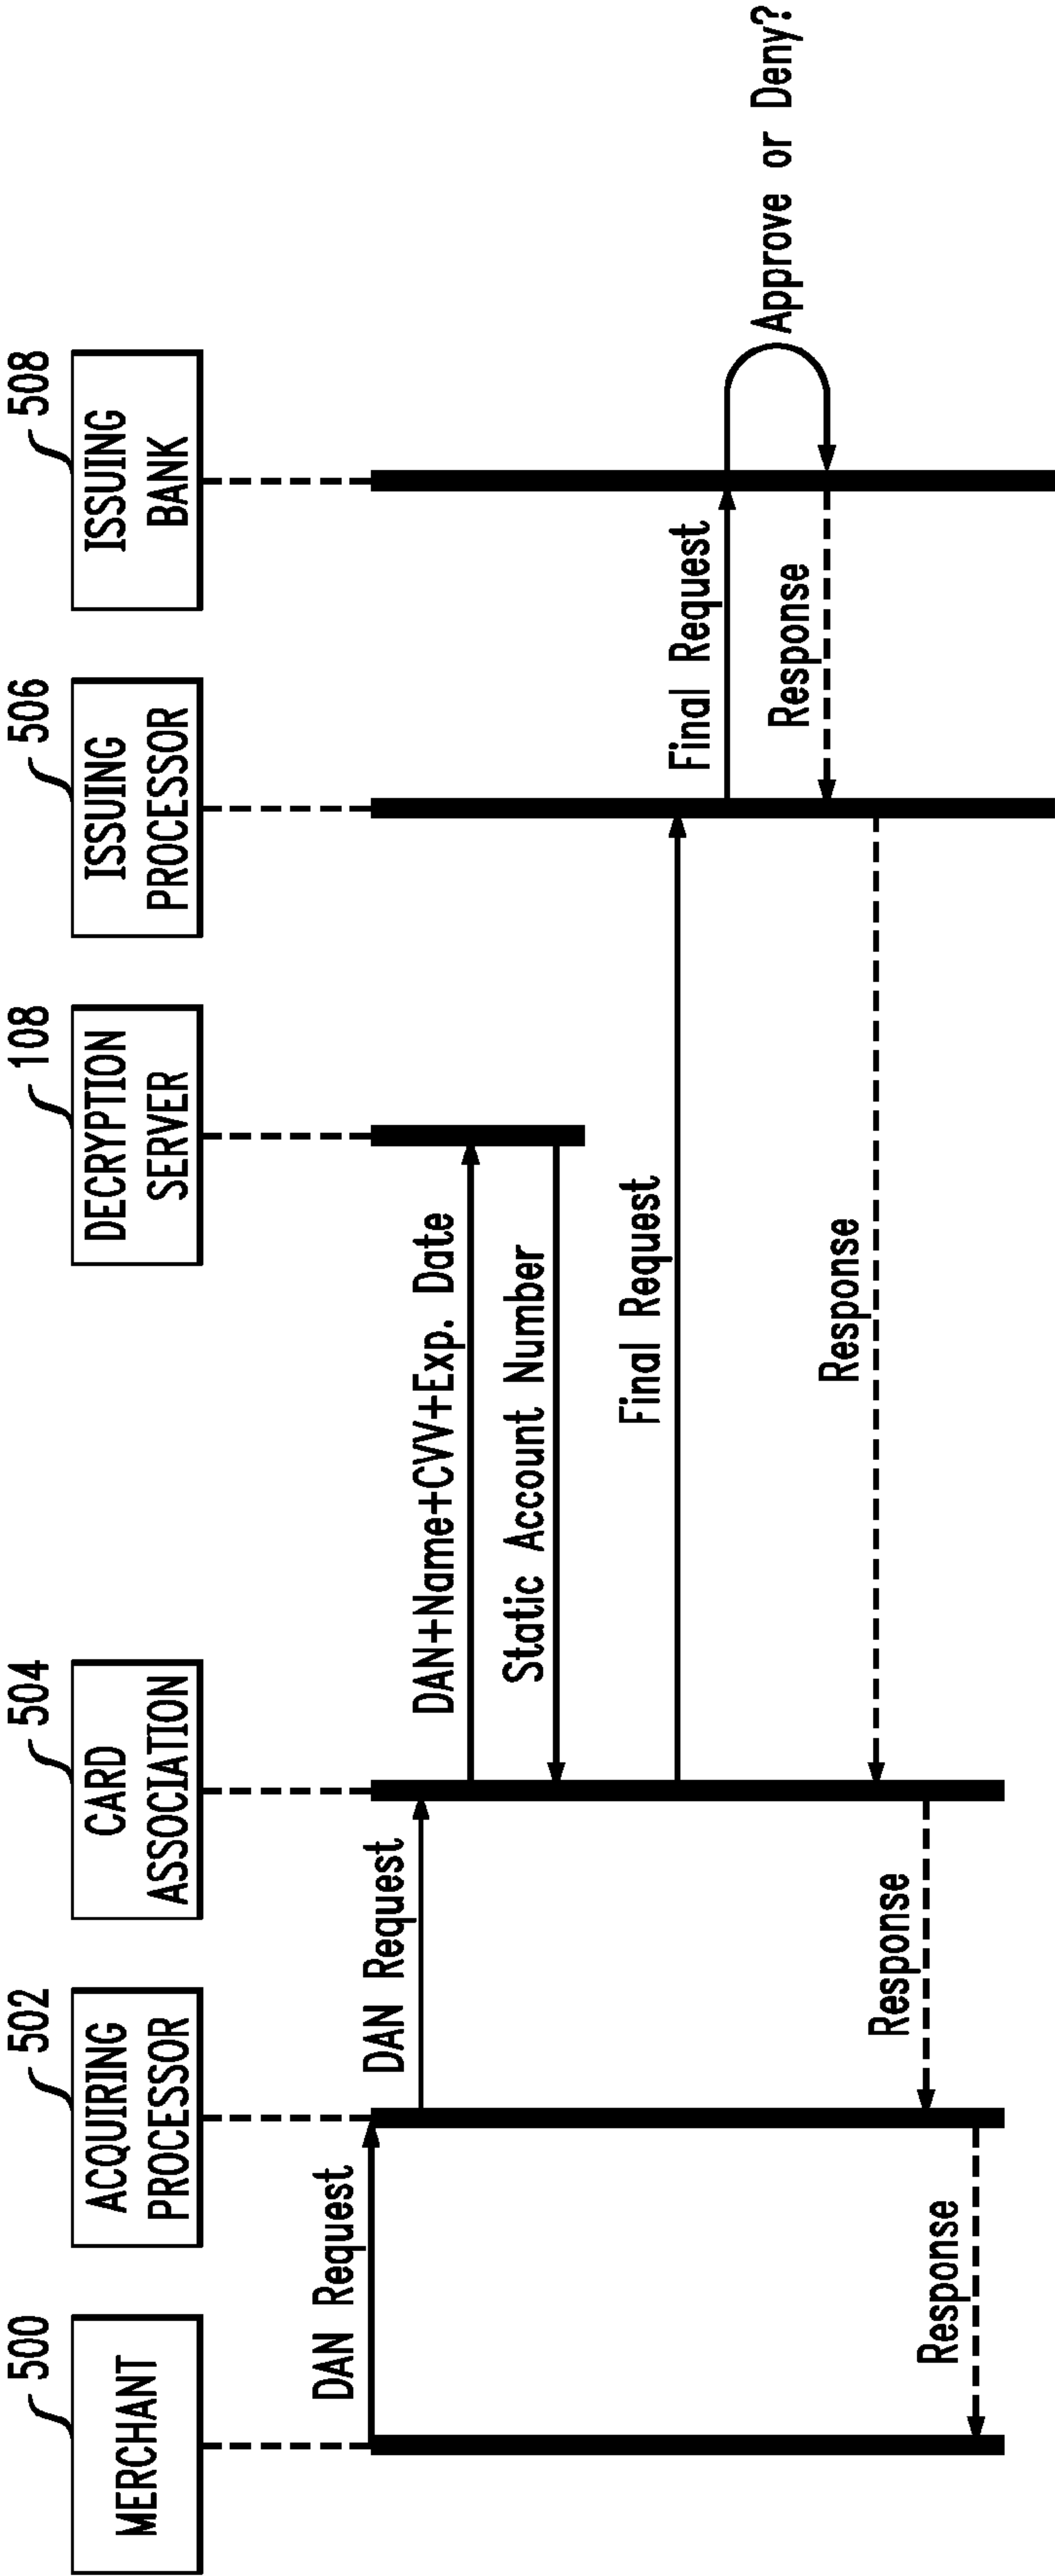 500
502
504
108
506
508
MERCHANT
ACQUIRING
PROCESSOR
CARD
ASSOCIATION
DECRYPTION
SERVER
ISSUING
PROCESSOR
ISSUING
BANK
DAN Request
DAN Request
DAN+Name+CVV+Exp. Date
Static Account Number
Final Request
Final Request
Approve or Deny?
Response
Response
Response
Response